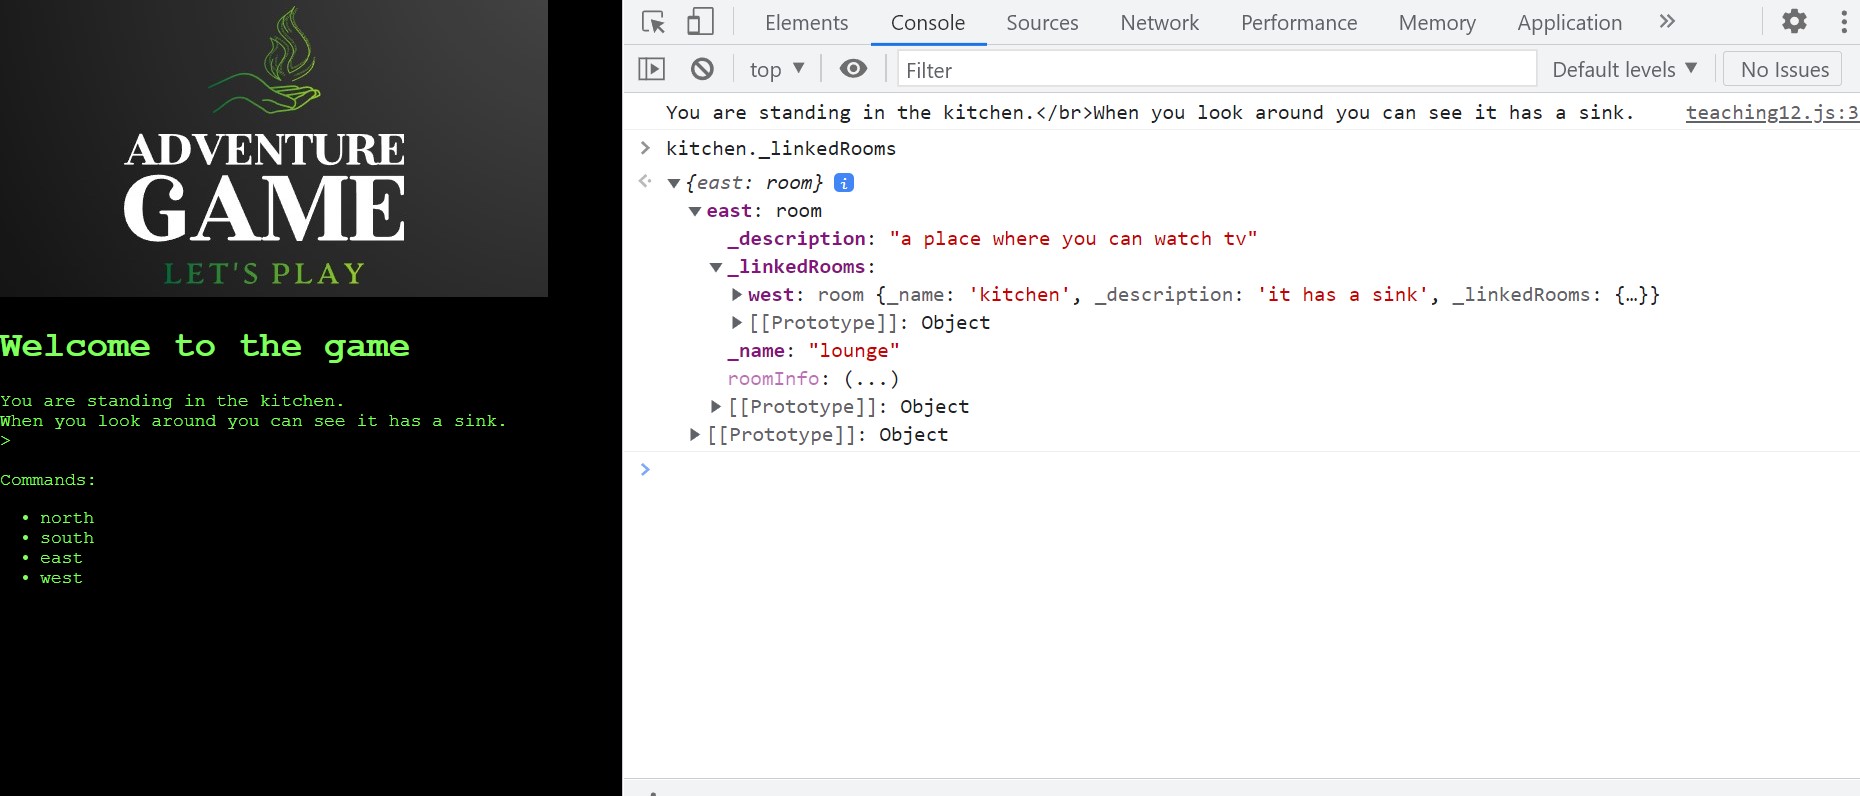 ADVENTURE
GAME
LET'S PLAY
Welcome to the game
You are standing in the kitchen.
When you look around you can see it has a sink.
>
Commands:
• north
• south
• east
• west
Elements Console Sources Network Performance Memory Application »
top ▼ Filter Default levels ▼ No Issues
You are standing in the kitchen.</br>When you look around you can see it has a sink. teaching12.js:3
> kitchen._linkedRooms
▼{east: room} i
▼east: room
_description: "a place where you can watch tv"
▼_linkedRooms:
▶west: room {_name: 'kitchen', _description: 'it has a sink', _linkedRooms: {…}}
▶[[Prototype]]: Object
_name: "lounge"
roomInfo: (...)
▶[[Prototype]]: Object
▶[[Prototype]]: Object
>